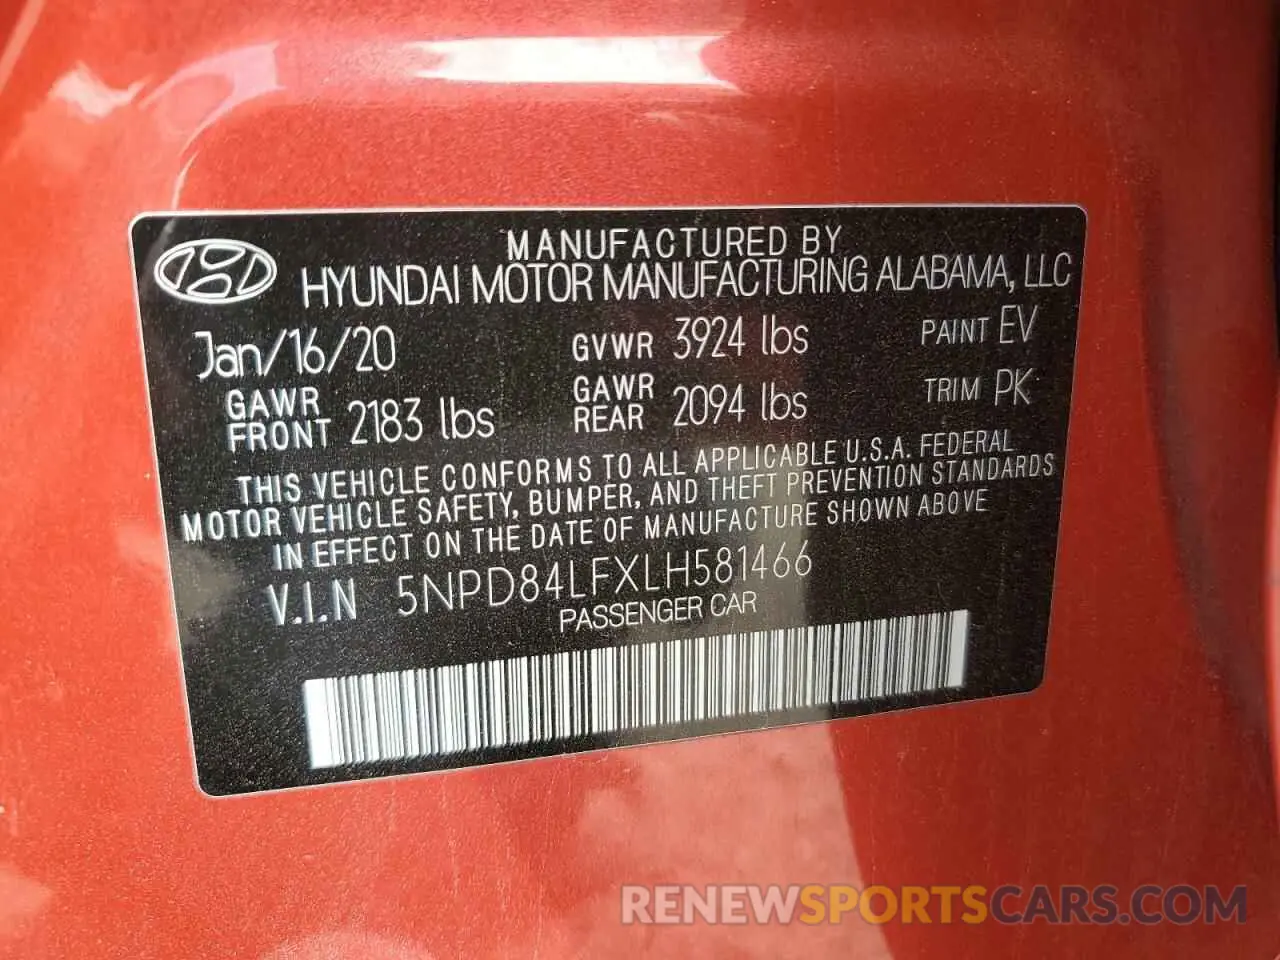 MANUFACTURED BY
HYUNDAI MOTOR MANUFACTURING ALABAMA, LLC
Jan/16/20 GVWR 3924 lbs PAINT EV
GAWR FRONT 2183 lbs GAWR REAR 2094 lbs TRIM PK
THIS VEHICLE CONFORMS TO ALL APPLICABLE U.S.A. FEDERAL
MOTOR VEHICLE SAFETY, BUMPER, AND THEFT PREVENTION STANDARDS
IN EFFECT ON THE DATE OF MANUFACTURE SHOWN ABOVE
V.I.N 5NPD84LFXLH581466
PASSENGER CAR
RENEWSPORTSCARS.COM